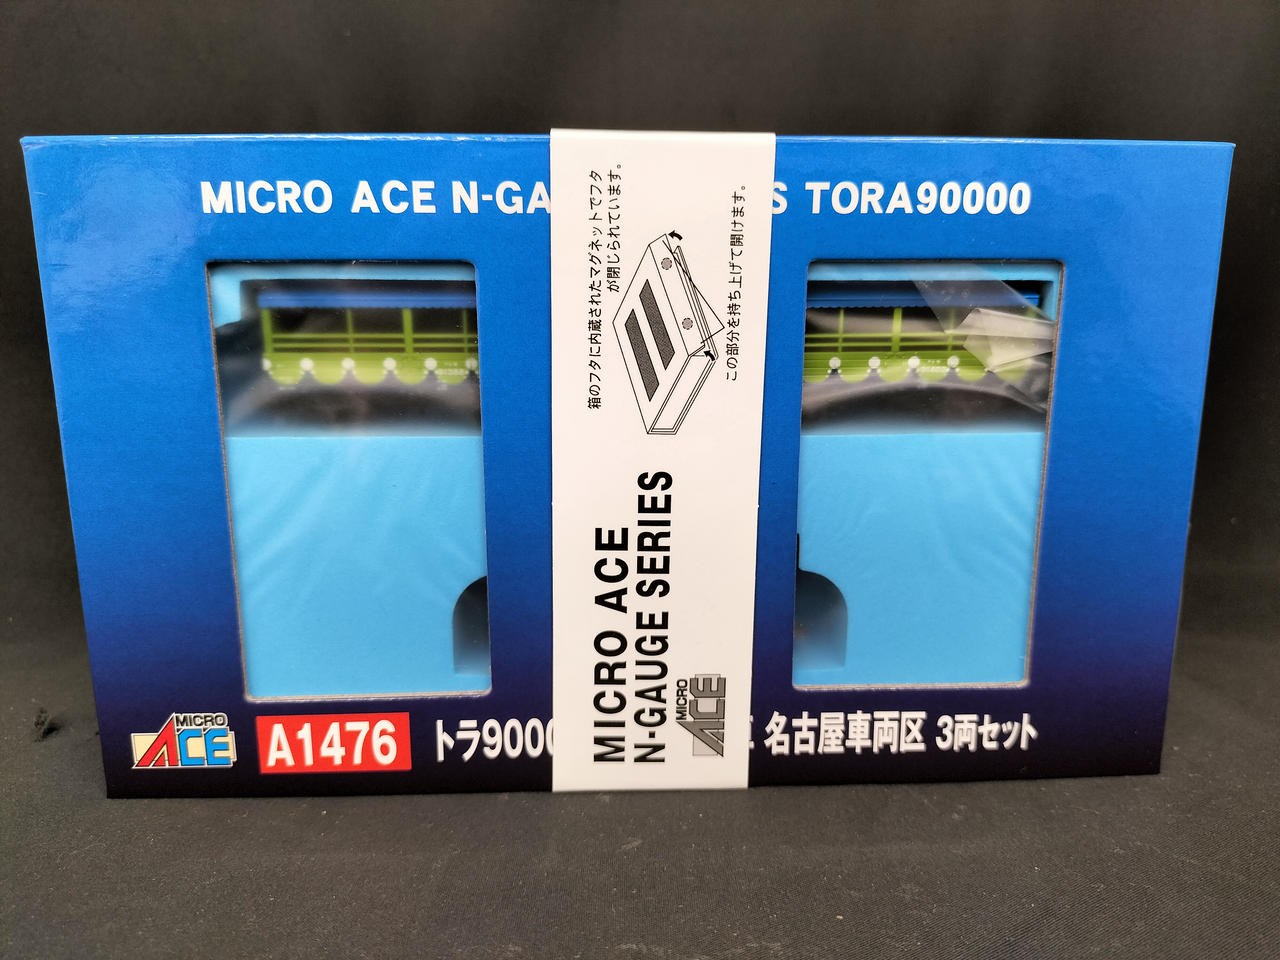 MICRO ACE N-GA
S TORA90000
箱のフタに内蔵されたマグネットでフタ
が閉じられています。
この部分を持ち上げて開けます。
MICRO ACE
N-GAUGE SERIES
MICRO
ACE
MICRO
ACE
A1476
トラ9000
名古屋車両区 3両セット